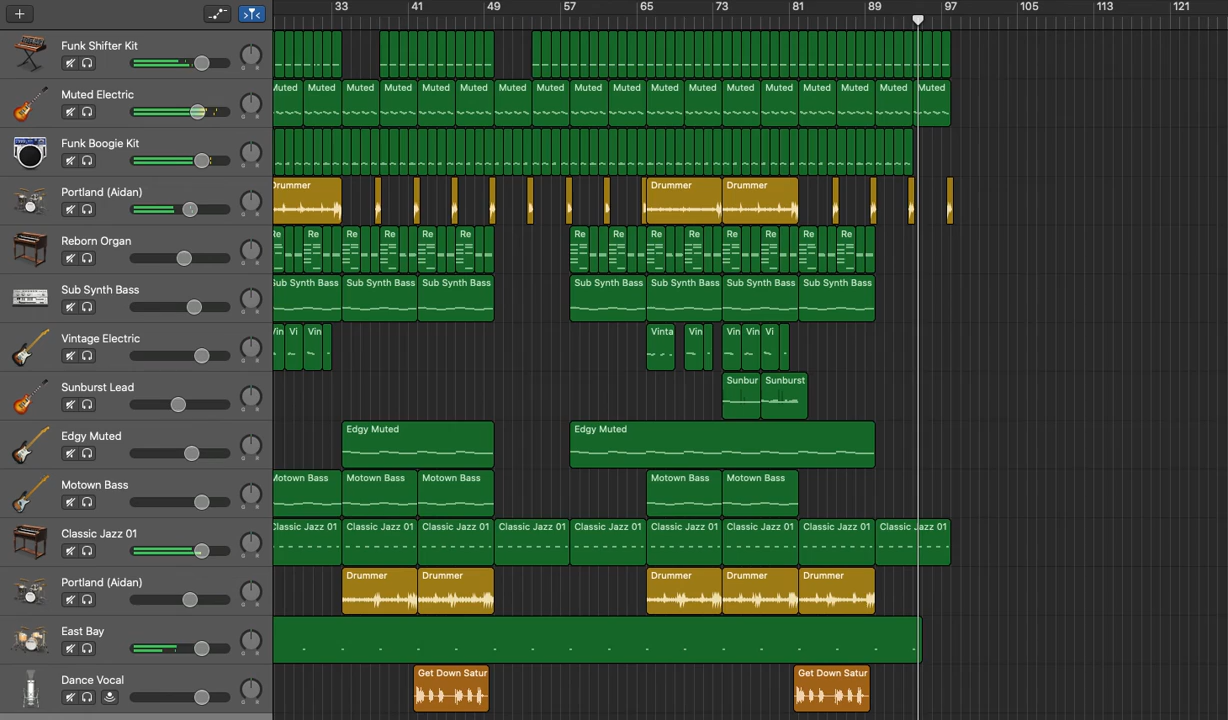 33 41 49 57 65 73 81 89 97 105 113 121
Funk Shifter Kit
Muted Electric
Muted Muted Muted Muted Muted Muted Muted Muted Muted Muted Muted Muted Muted Muted Muted Muted Muted Muted
Funk Boogie Kit
Portland (Aidan)
Drummer Drummer Drummer
Reborn Organ
Re Re Re Re Re Re Re Re Re Re Re Re Re Re
Sub Synth Bass
Sub Synth Bass Sub Synth Bass Sub Synth Bass Sub Synth Bass Sub Synth Bass Sub Synth Bass Sub Synth Bass
Vintage Electric
Vin Vi Vin Vinta Vin Vin Vin Vi
Sunburst Lead
Sunbur Sunburst
Edgy Muted
Edgy Muted Edgy Muted
Motown Bass
Motown Bass Motown Bass Motown Bass Motown Bass Motown Bass
Classic Jazz 01
Classic Jazz 01 Classic Jazz 01 Classic Jazz 01 Classic Jazz 01 Classic Jazz 01 Classic Jazz 01 Classic Jazz 01 Classic Jazz 01 Classic Jazz 01
Portland (Aidan)
Drummer Drummer Drummer Drummer Drummer
East Bay
Dance Vocal
Get Down Satur Get Down Satur